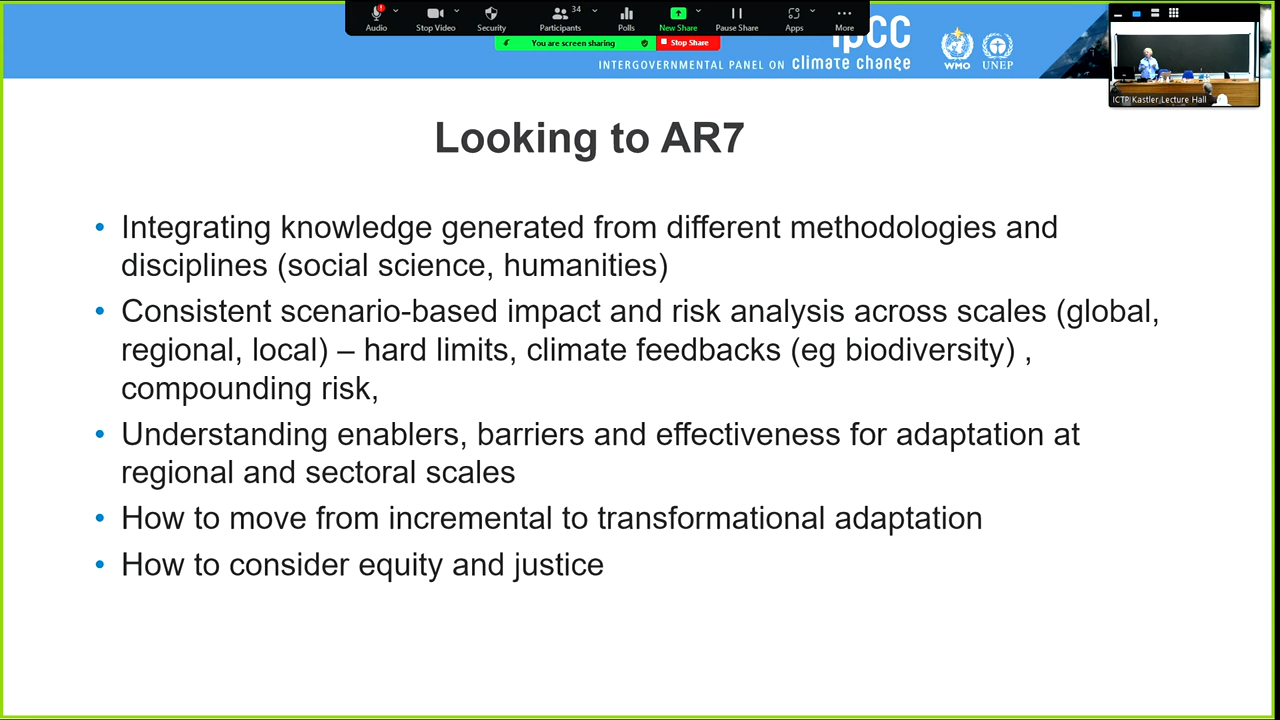 34
Audio
Stop Video
Security
Participants
Polls
New Share
Pause Share
Apps
More
You are screen sharing
Stop Share
ipcc
INTERGOVERNMENTAL PANEL ON climate change
WMO
UNEP
ICTP Kastler Lecture Hall
Looking to AR7
• Integrating knowledge generated from different methodologies and
disciplines (social science, humanities)
• Consistent scenario-based impact and risk analysis across scales (global,
regional, local) – hard limits, climate feedbacks (eg biodiversity) ,
compounding risk,
• Understanding enablers, barriers and effectiveness for adaptation at
regional and sectoral scales
• How to move from incremental to transformational adaptation
• How to consider equity and justice